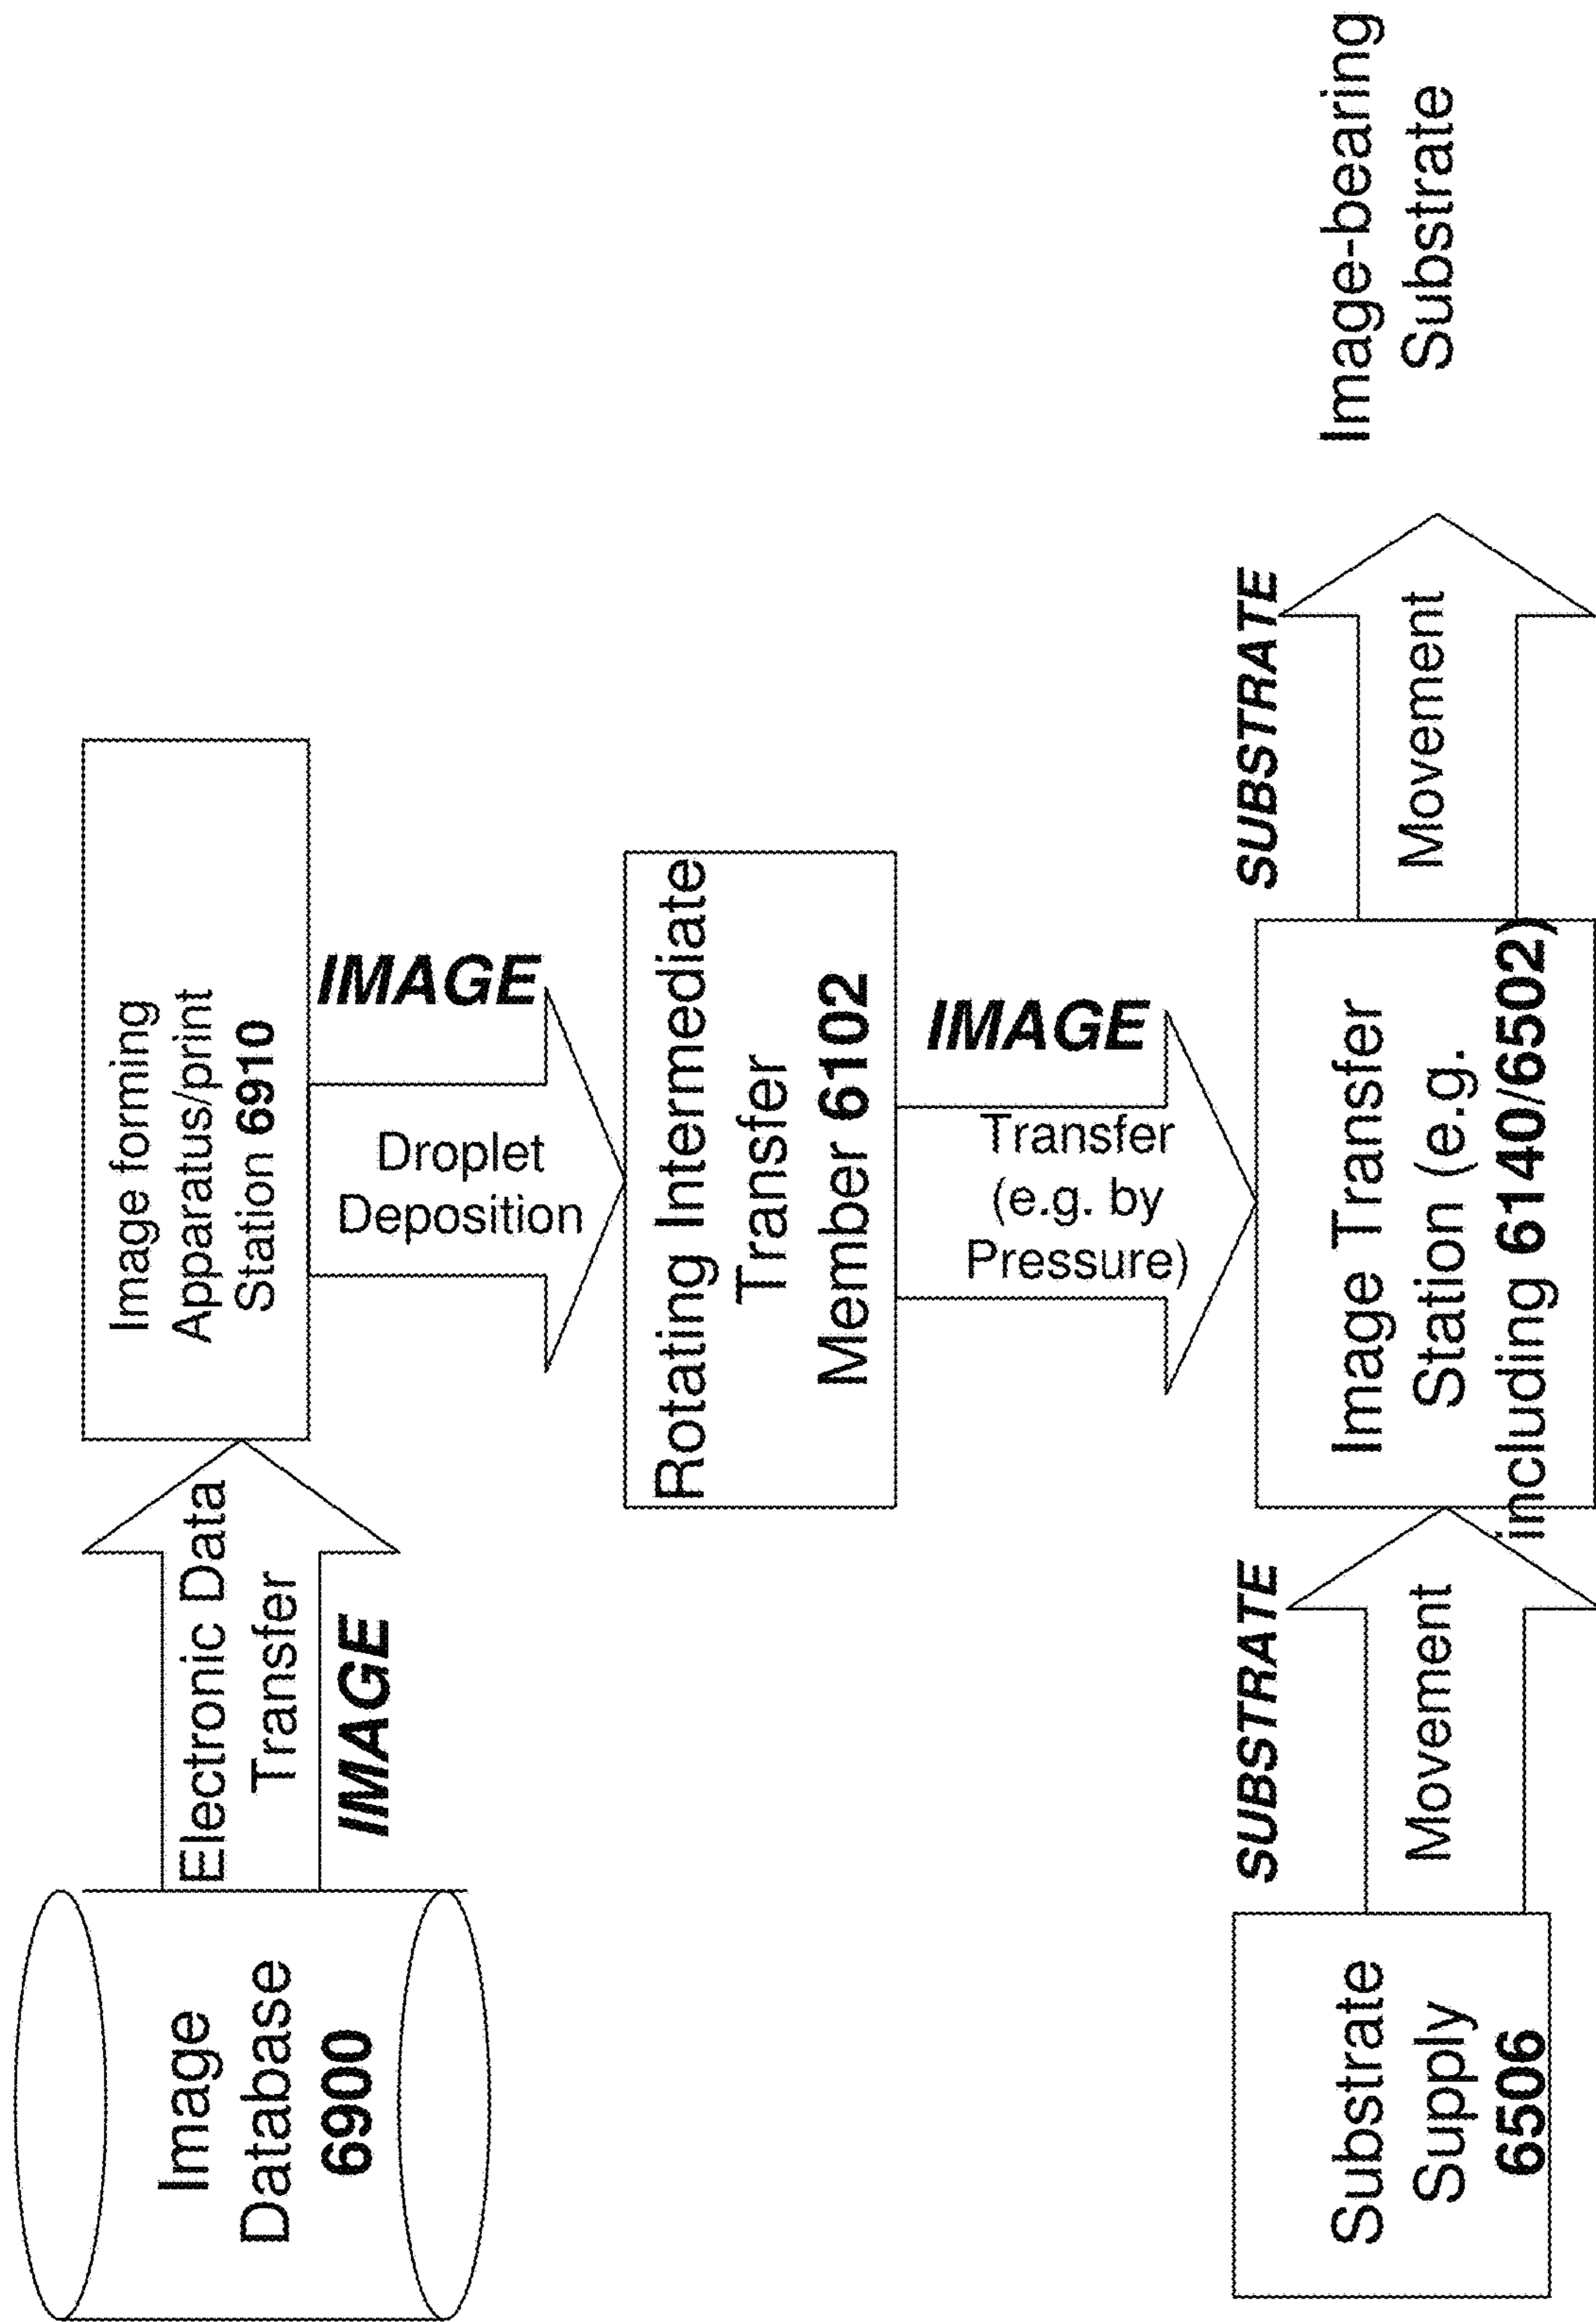 Image
Database
6900
Electronic Data
Transfer
IMAGE
Image forming
Apparatus/print
Station 6910
IMAGE
Droplet
Deposition
Rotating Intermediate
Transfer
Member 6102
IMAGE
Transfer
(e.g. by
Pressure)
Substrate
Supply
6506
SUBSTRATE
Movement
Image Transfer
Station (e.g.
including 6140/6502)
SUBSTRATE
Movement
Image-bearing
Substrate